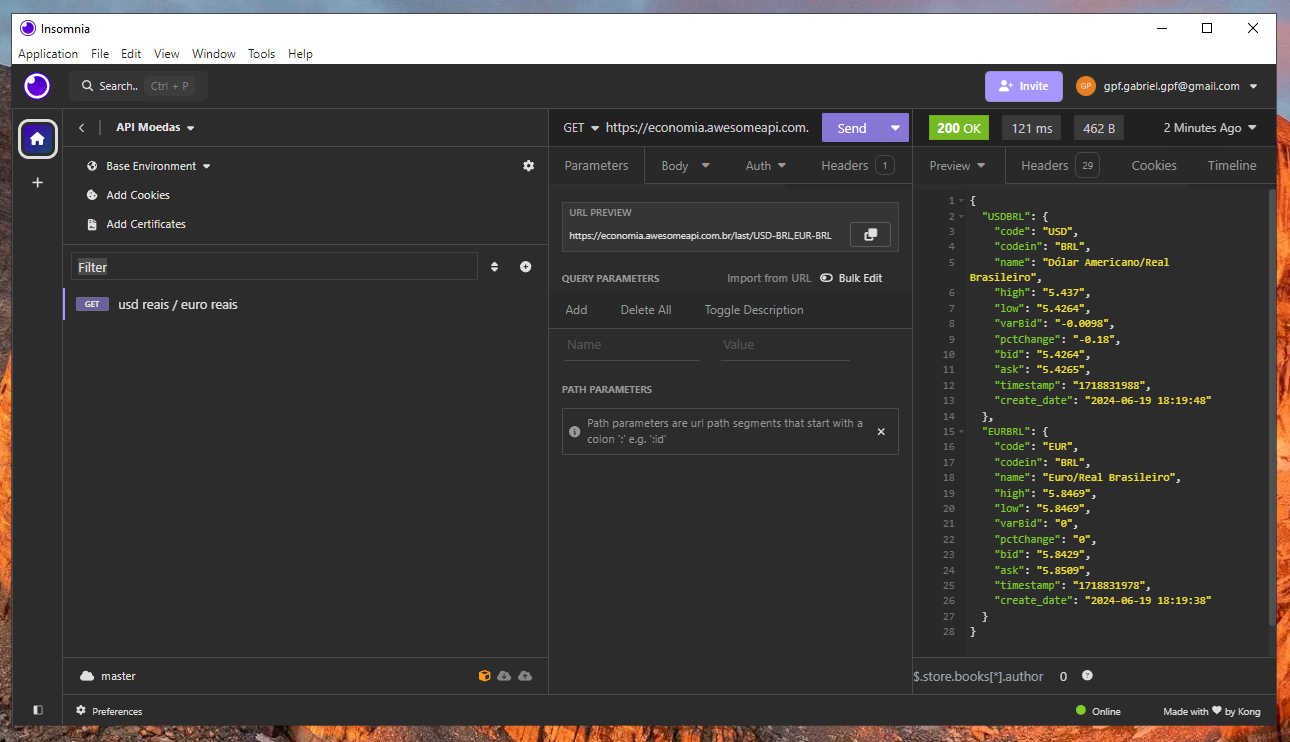 Insomnia
Application File Edit View Window Tools Help
Search.. Ctrl + P
Invite
GP gpf.gabriel.gpf@gmail.com
API Moedas
GET https://economia.awesomeapi.com. Send
200 OK 121 ms 462 B 2 Minutes Ago
Base Environment
Add Cookies
Add Certificates
Filter
GET usd reais / euro reais
Parameters Body Auth Headers 1
URL PREVIEW
https://economia.awesomeapi.com.br/last/USD-BRL,EUR-BRL
QUERY PARAMETERS Import from URL Bulk Edit
Add Delete All Toggle Description
Name Value
PATH PARAMETERS
Path parameters are url path segments that start with a
colon ':' e.g. ':id'
Preview Headers 29 Cookies Timeline
1 {
2 "USDBRL": {
3 "code": "USD",
4 "codein": "BRL",
5 "name": "Dólar Americano/Real
Brasileiro",
6 "high": "5.437",
7 "low": "5.4264",
8 "varBid": "-0.0098",
9 "pctChange": "-0.18",
10 "bid": "5.4264",
11 "ask": "5.4265",
12 "timestamp": "1718831988",
13 "create_date": "2024-06-19 18:19:48"
14 },
15 "EURBRL": {
16 "code": "EUR",
17 "codein": "BRL",
18 "name": "Euro/Real Brasileiro",
19 "high": "5.8469",
20 "low": "5.8469",
21 "varBid": "0",
22 "pctChange": "0",
23 "bid": "5.8429",
24 "ask": "5.8509",
25 "timestamp": "1718831978",
26 "create_date": "2024-06-19 18:19:38"
27 }
28 }
master
$.store.books[*].author 0
Preferences
Online
Made with ♥ by Kong